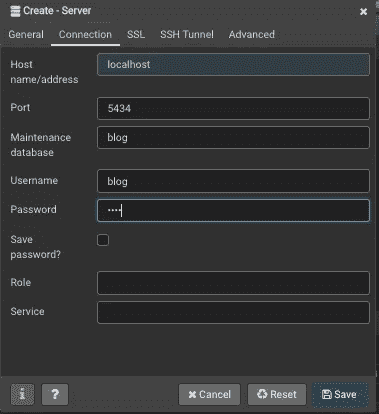 Create - Server
General Connection SSL SSH Tunnel Advanced
Host name/address
localhost
Port
5434
Maintenance database
blog
Username
blog
Password
••••
Save password?
Role
Service
i ? Cancel Reset Save